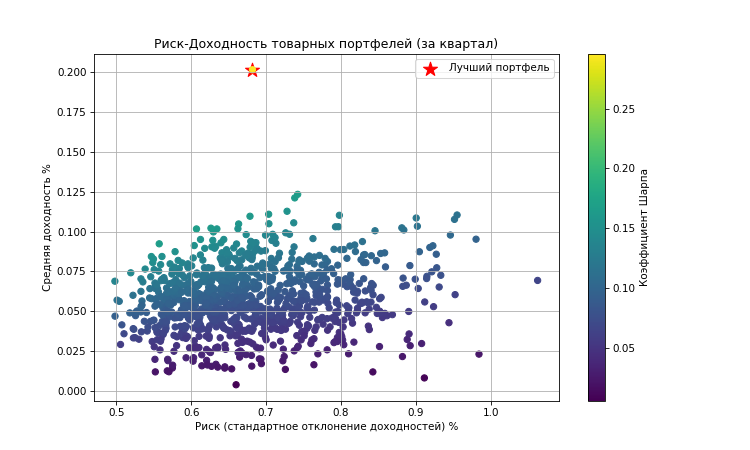 Риск-Доходность товарных портфелей (за квартал)
Лучший портфель
Средняя доходность %
0.200
0.175
0.150
0.125
0.100
0.075
0.050
0.025
0.000
0.5 0.6 0.7 0.8 0.9 1.0
Риск (стандартное отклонение доходностей) %
0.25
0.20
0.15
0.10
0.05
Коэффициент Шарпа